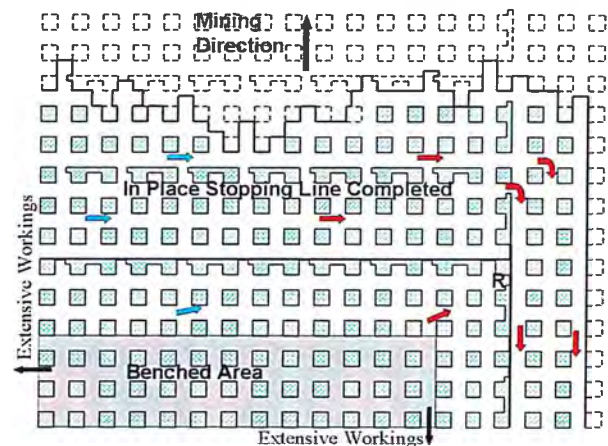 Mining
Direction
In Place Stopping Line Completed
Extensive Workings
R
Benched Area
Extensive Workings